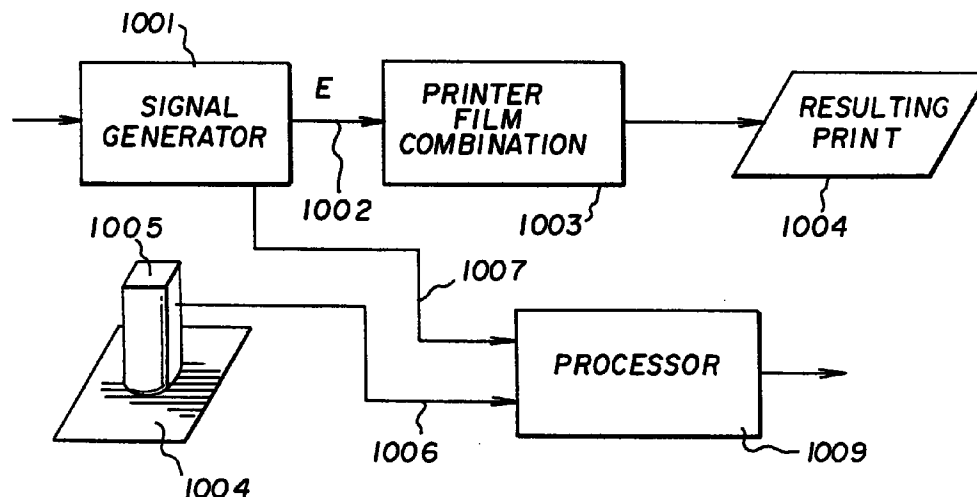 1001
SIGNAL
GENERATOR
E
1002
PRINTER
FILM
COMBINATION
1003
RESULTING
PRINT
1004
1005
1007
PROCESSOR
1006
1009
1004